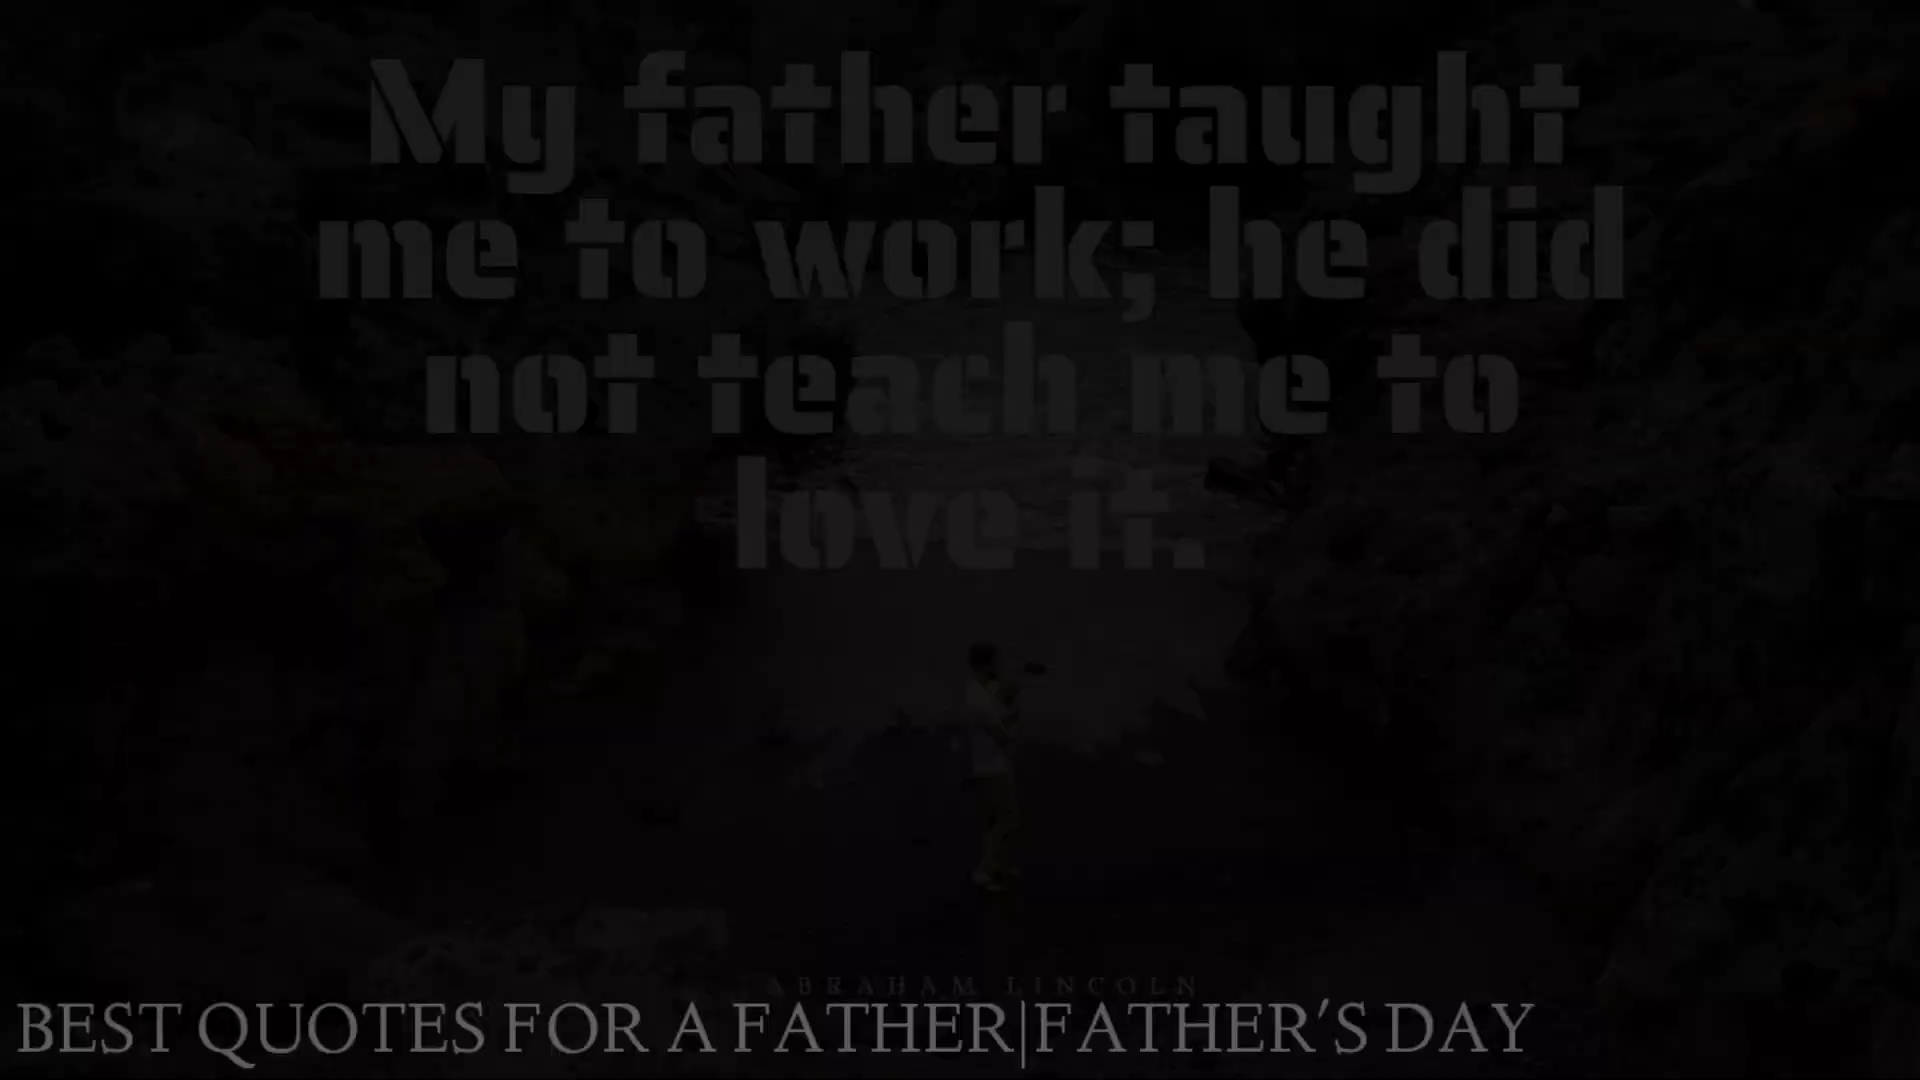 My father taught
me to work; he did
not teach me to
love it.
ABRAHAM LINCOLN
BEST QUOTES FOR A FATHER|FATHER'S DAY